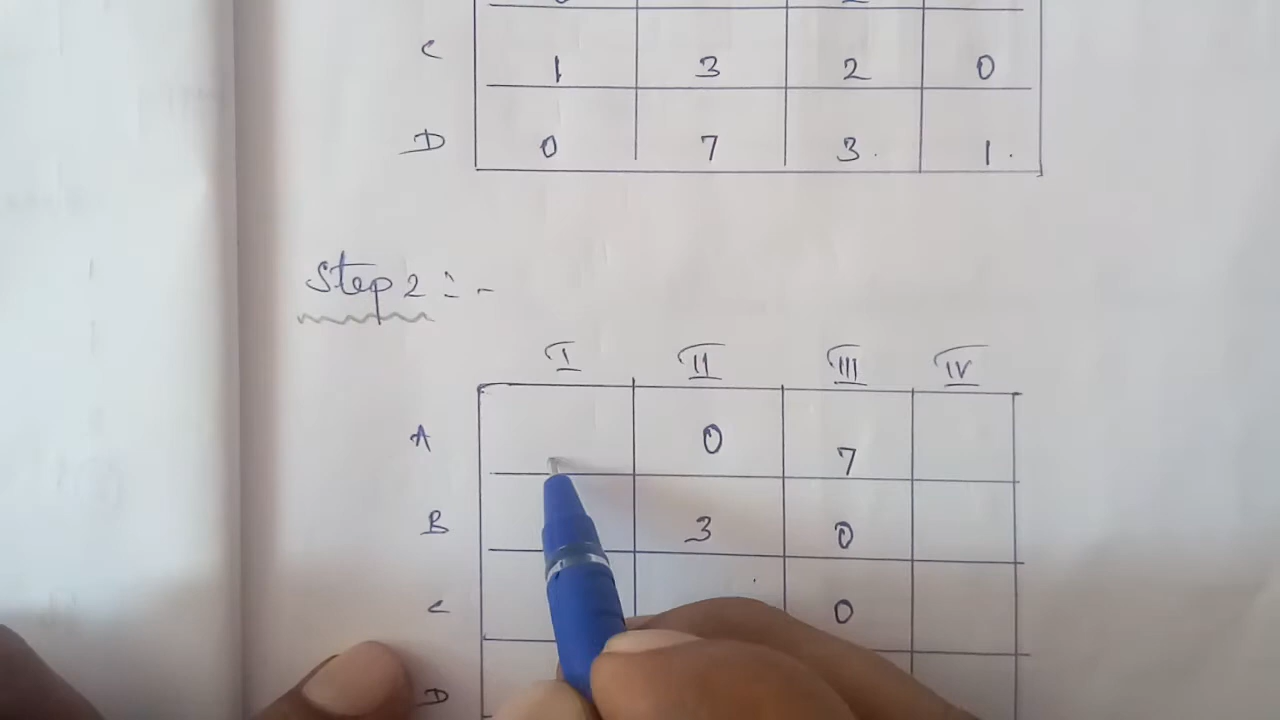 C 1 3 2 0
D 0 7 3. 1.
Step 2 :-
I II III IV
A 0 7
B 3 0
C 0
D